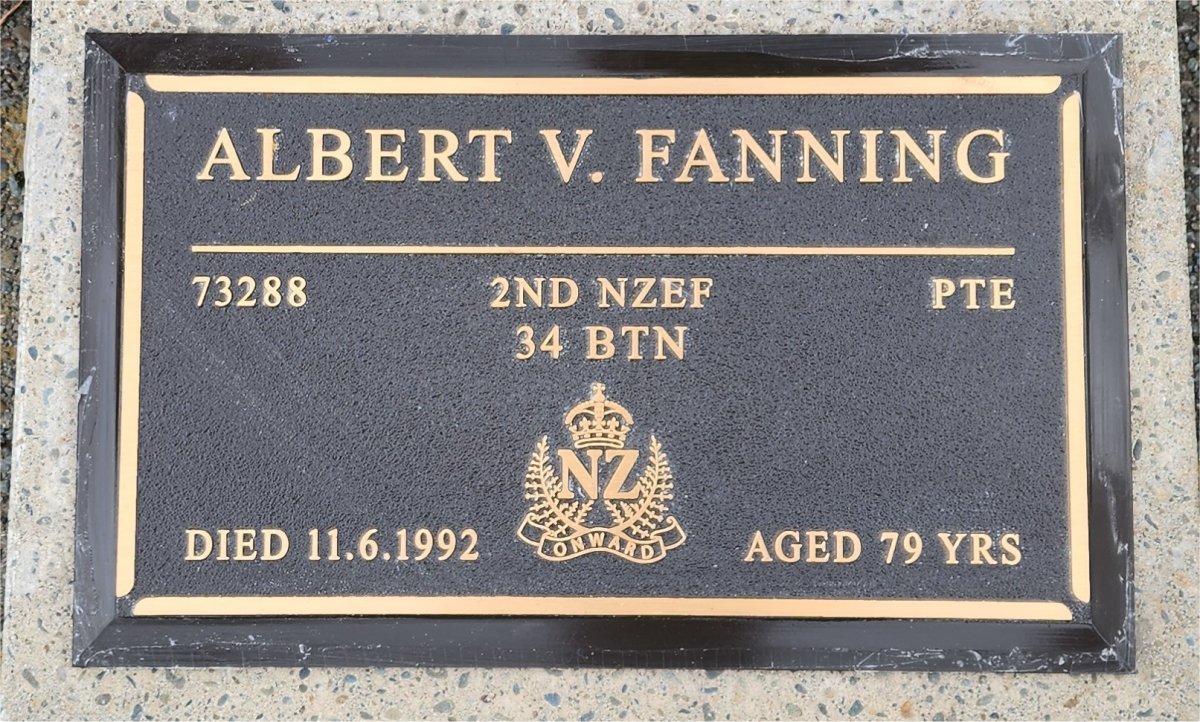 ALBERT V. FANNING
73288 2ND NZEF PTE
34 BTN
NZ
ONWARD
DIED 11.6.1992 AGED 79 YRS